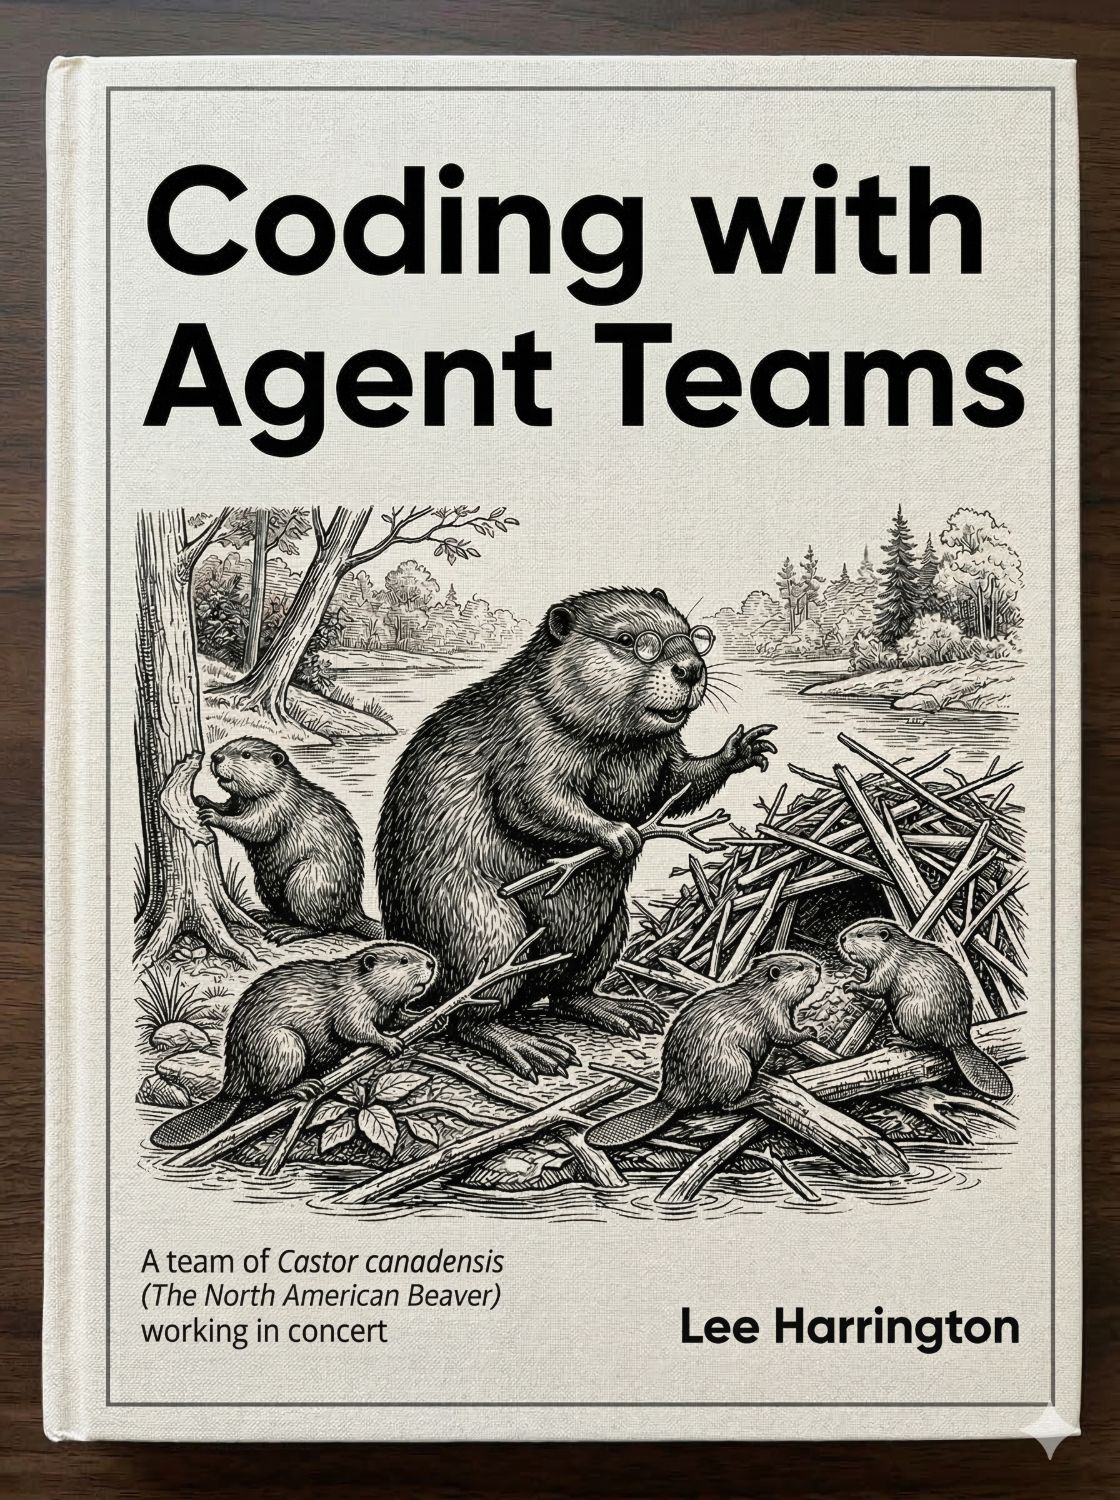 Coding with
Agent Teams
A team of Castor canadensis
(The North American Beaver)
working in concert
Lee Harrington